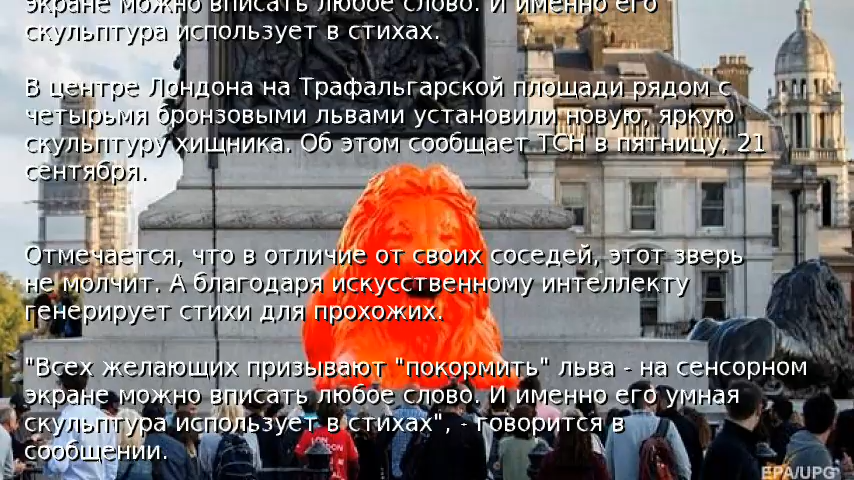 экране можно вписать любое слово. И именно его
скульптура использует в стихах.
В центре Лондона на Трафальгарской площади рядом с
четырьмя бронзовыми львами установили новую, яркую
скульптуру хищника. Об этом сообщает ТСН в пятницу, 21
сентября.
Отмечается, что в отличие от своих соседей, этот зверь
не молчит. А благодаря искусственному интеллекту
генерирует стихи для прохожих.
"Всех желающих призывают "покормить" льва - на сенсорном
экране можно вписать любое слово. И именно его умная
скульптура использует в стихах", - говорится в
сообщении.
LONDON
EPA/UPG